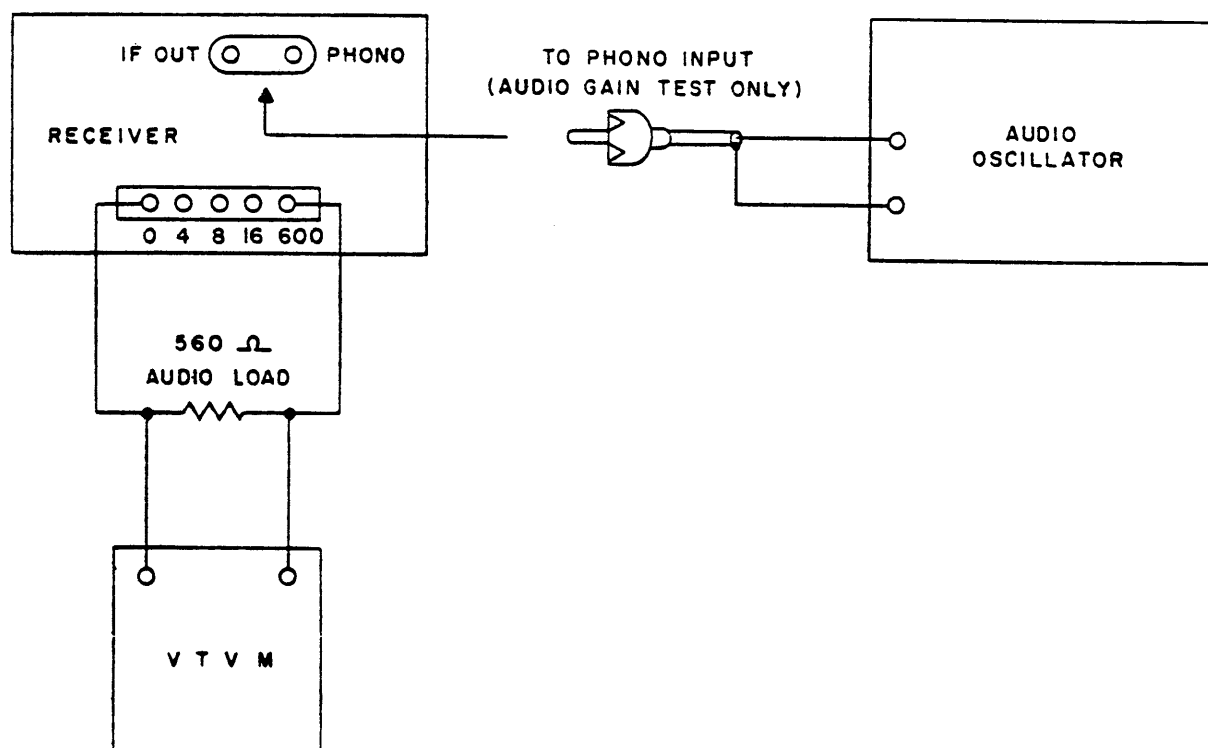 IF OUT PHONO
RECEIVER
0 4 8 16 600
TO PHONO INPUT
(AUDIO GAIN TEST ONLY)
AUDIO
OSCILLATOR
560 Ω
AUDIO LOAD
VTVM